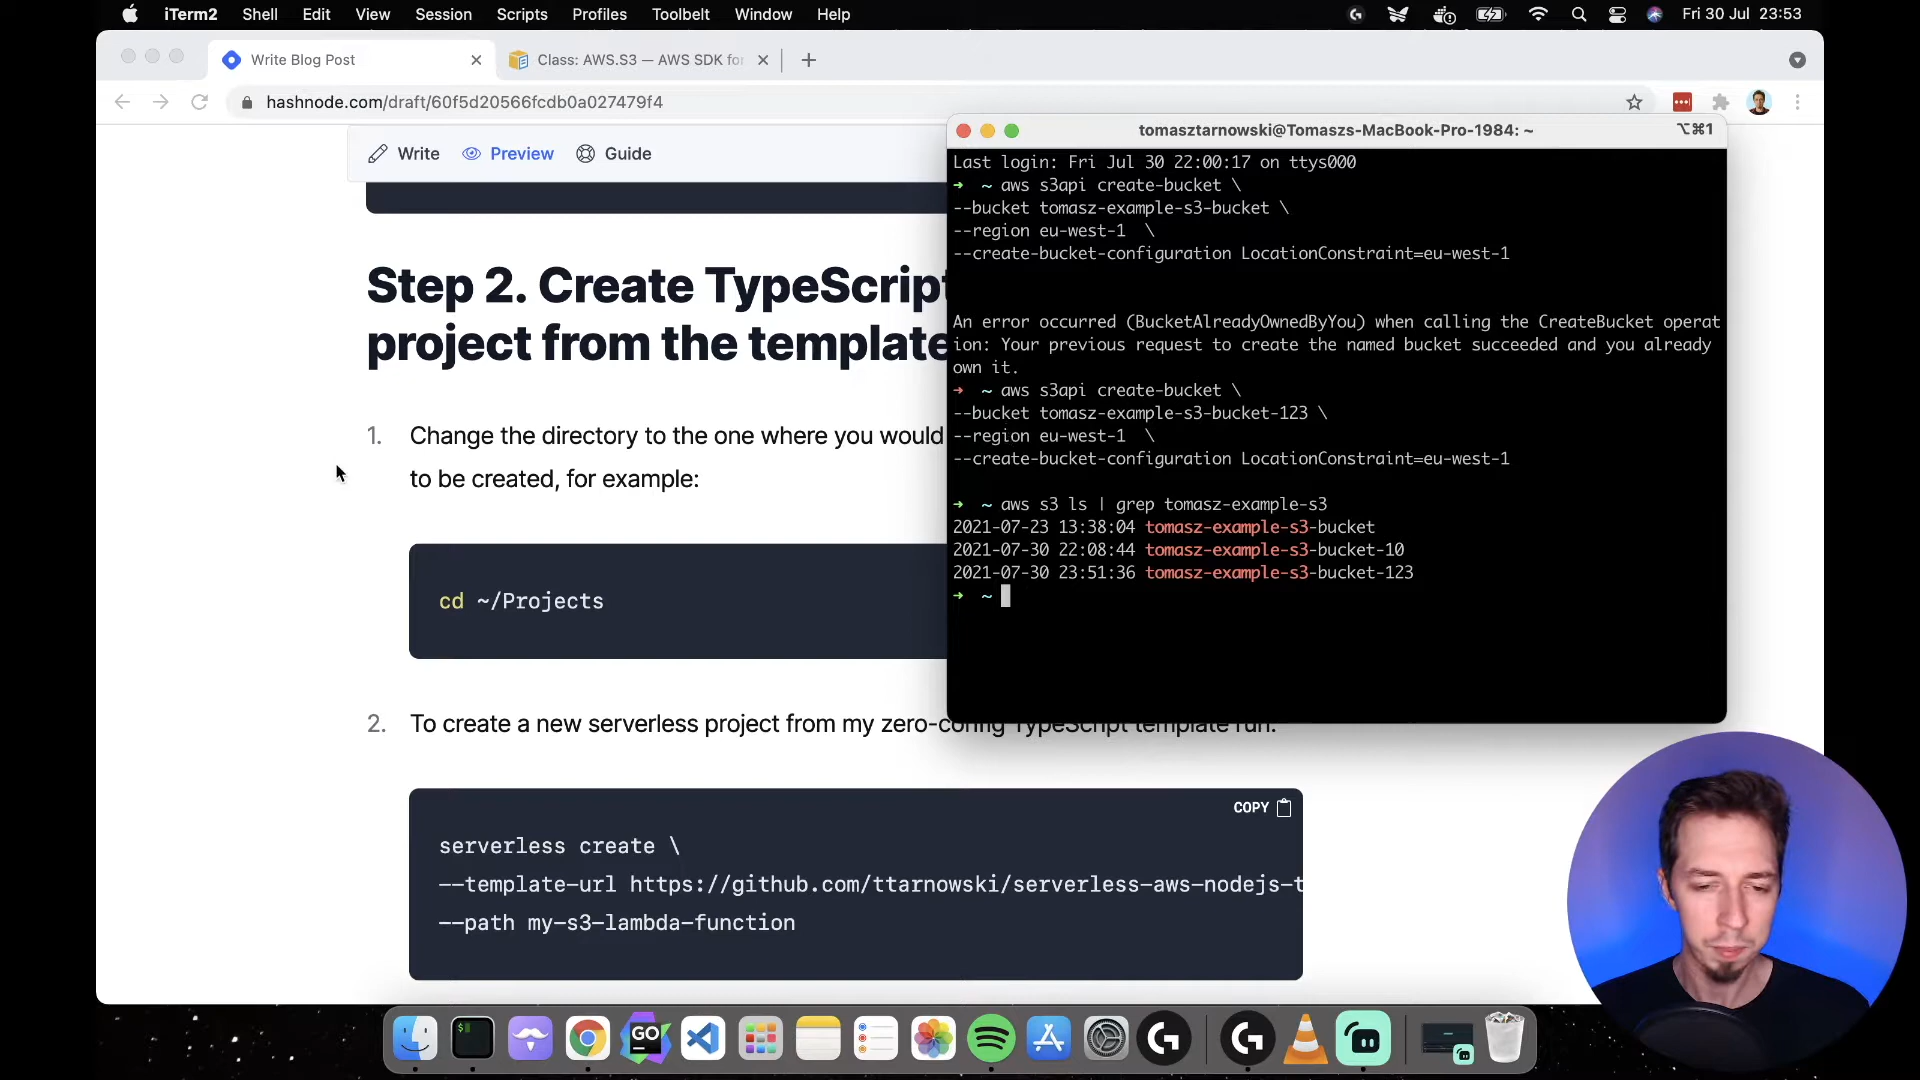 iTerm2 Shell Edit View Session Scripts Profiles Toolbelt Window Help Fri 30 Jul 23:53
Write Blog Post
Class: AWS.S3 — AWS SDK for
hashnode.com/draft/60f5d20566fcdb0a027479f4
Write Preview Guide
Step 2. Create TypeScript
project from the template
1. Change the directory to the one where you would
to be created, for example:
cd ~/Projects
2. To create a new serverless project from my zero-config TypeScript template run:
COPY
serverless create \
--template-url https://github.com/ttarnowski/serverless-aws-nodejs-t
--path my-s3-lambda-function
tomasztarnowski@Tomaszs-MacBook-Pro-1984: ~ ⌥⌘1
Last login: Fri Jul 30 22:00:17 on ttys000
➜ ~ aws s3api create-bucket \
--bucket tomasz-example-s3-bucket \
--region eu-west-1 \
--create-bucket-configuration LocationConstraint=eu-west-1
An error occurred (BucketAlreadyOwnedByYou) when calling the CreateBucket operat
ion: Your previous request to create the named bucket succeeded and you already
own it.
➜ ~ aws s3api create-bucket \
--bucket tomasz-example-s3-bucket-123 \
--region eu-west-1 \
--create-bucket-configuration LocationConstraint=eu-west-1
➜ ~ aws s3 ls | grep tomasz-example-s3
2021-07-23 13:38:04 tomasz-example-s3-bucket
2021-07-30 22:08:44 tomasz-example-s3-bucket-10
2021-07-30 23:51:36 tomasz-example-s3-bucket-123
➜ ~
GO